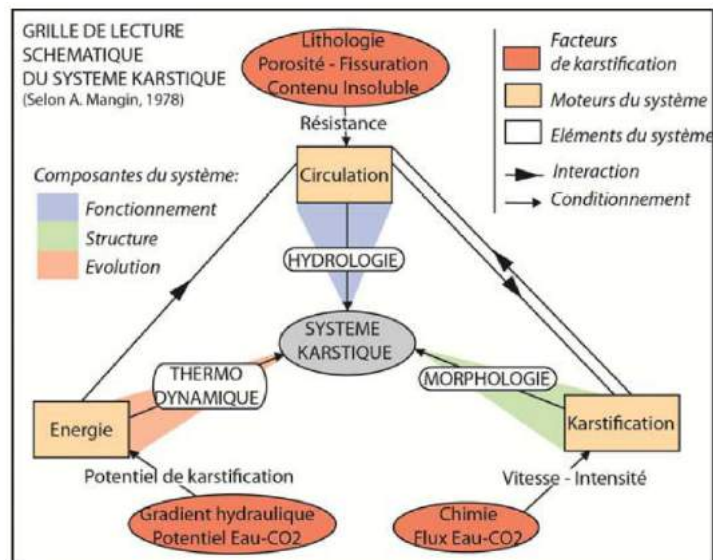 GRILLE DE LECTURE
SCHEMATIQUE
DU SYSTEME KARSTIQUE
(Selon A. Mangin, 1978)
Lithologie
Porosité - Fissuration
Contenu Insoluble
Facteurs
de karstification
Moteurs du système
Eléments du système
Interaction
Conditionnement
Résistance
Circulation
Composantes du système:
Fonctionnement
Structure
Evolution
HYDROLOGIE
SYSTEME
KARSTIQUE
THERMO
DYNAMIQUE
MORPHOLOGIE
Energie
Karstification
Potentiel de karstification
Vitesse - Intensité
Gradient hydraulique
Potentiel Eau-CO2
Chimie
Flux Eau-CO2